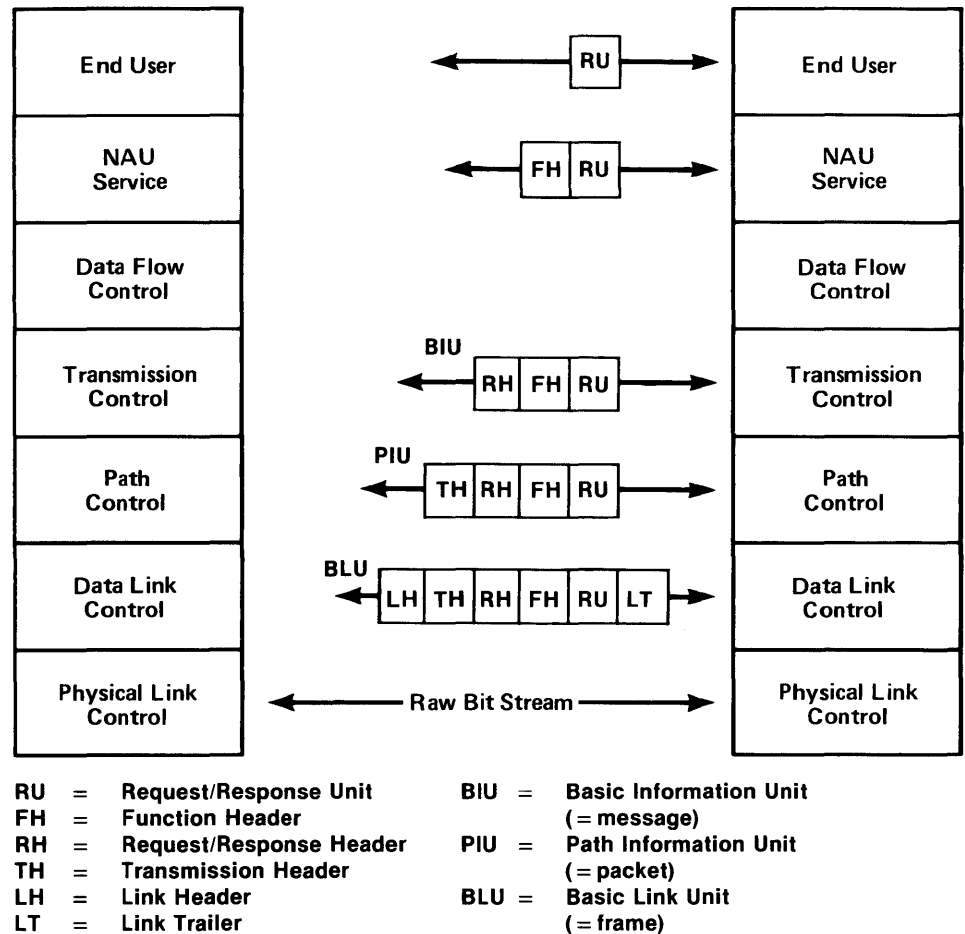 End User
RU
End User
NAU
Service
FH RU
NAU
Service
Data Flow
Control
Data Flow
Control
Transmission
Control
BIU
RH FH RU
Transmission
Control
Path
Control
PIU
TH RH FH RU
Path
Control
Data Link
Control
BLU
LH TH RH FH RU LT
Data Link
Control
Physical Link
Control
Raw Bit Stream
Physical Link
Control
RU = Request/Response Unit
FH = Function Header
RH = Request/Response Header
TH = Transmission Header
LH = Link Header
LT = Link Trailer
BIU = Basic Information Unit
(= message)
PIU = Path Information Unit
(= packet)
BLU = Basic Link Unit
(= frame)